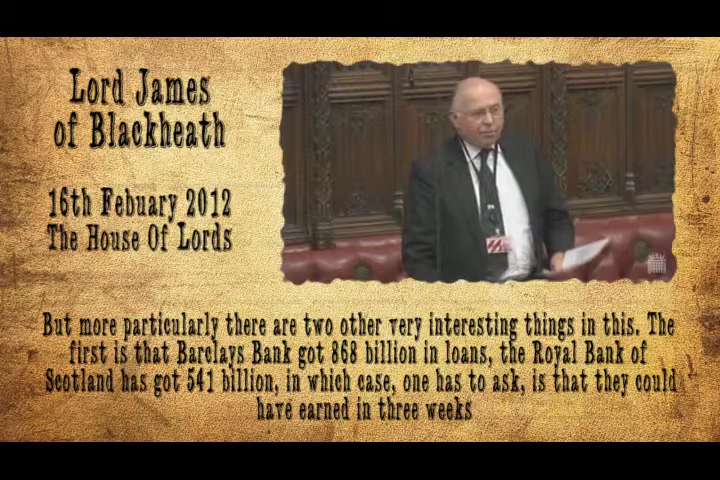 Lord James
of Blackheath
16th Febuary 2012
The House Of Lords
But more particularly there are two other very interesting things in this. The
first is that Barclays Bank got 868 billion in loans, the Royal Bank of
Scotland has got 541 billion, in which case, one has to ask, is that they could
have earned in three weeks